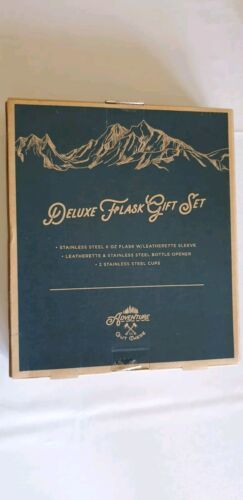 Deluxe Flask Gift Set
• STAINLESS STEEL 6 OZ FLASK W/LEATHERETTE SLEEVE
• LEATHERETTE & STAINLESS STEEL BOTTLE OPENER
• 2 STAINLESS STEEL CUPS
ADVENTURE